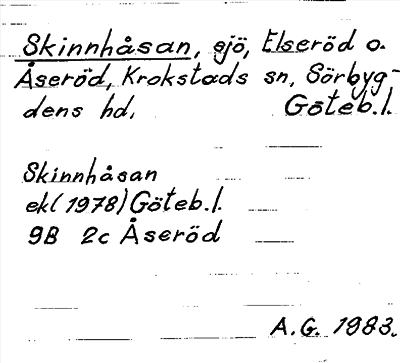 Skinnhåsan, sjö, Elseröd o.
Åseröd, Krokstads sn, Sörbyg-
dens hd, Göteb.l.
Skinnhåsan
ek(1978) Göteb.l.
9B 2c Åseröd
A.G. 1983.